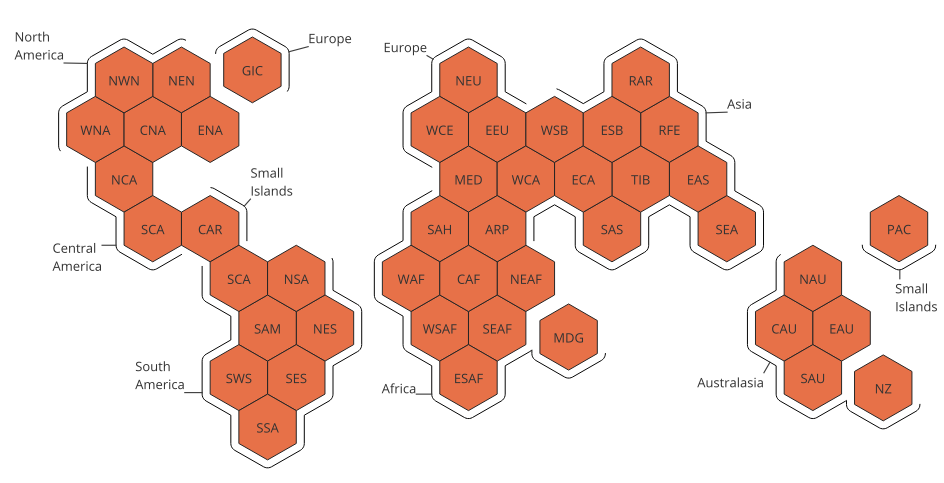 North
America
Europe
GIC
NWN
NEN
WNA
CNA
ENA
NCA
Small
Islands
SCA
CAR
Central
America
SCA
NSA
SAM
NES
South
America
SWS
SES
SSA
Europe
NEU
RAR
Asia
WCE
EEU
WSB
ESB
RFE
MED
WCA
ECA
TIB
EAS
SAH
ARP
SAS
SEA
WAF
CAF
NEAF
WSAF
SEAF
MDG
Africa
ESAF
PAC
Small
Islands
NAU
CAU
EAU
Australasia
SAU
NZ